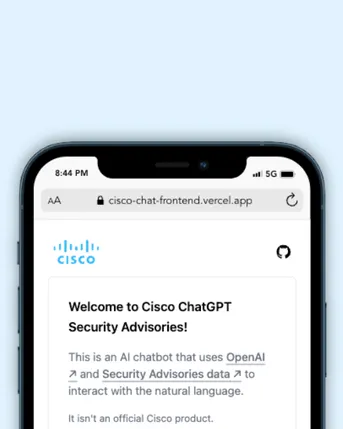 8:44 PM 5G
AA cisco-chat-frontend.vercel.app
CISCO
Welcome to Cisco ChatGPT
Security Advisories!
This is an AI chatbot that uses OpenAI
↗ and Security Advisories data ↗ to
interact with the natural language.
It isn't an official Cisco product.